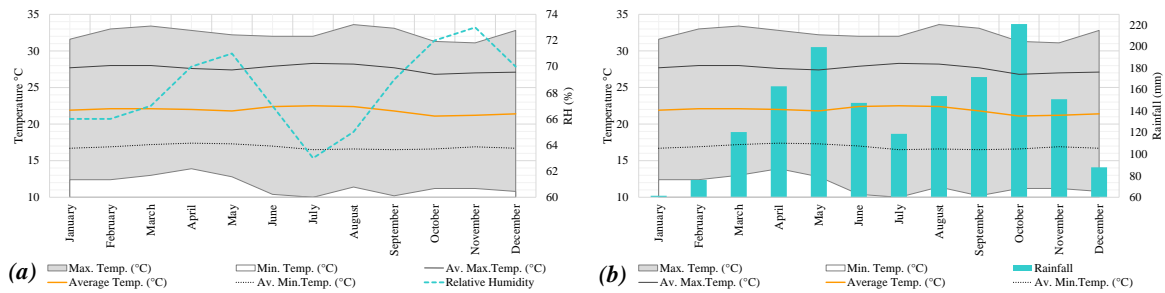 35
30
25
20
15
10
Temperature °C
74
72
70
68
66
64
62
60
RH (%)
January
February
March
April
May
June
July
August
September
October
November
December
(a)
Max. Temp. (°C)
Min. Temp. (°C)
Av. Max.Temp. (°C)
Average Temp. (°C)
Av. Min.Temp. (°C)
Relative Humidity
35
30
25
20
15
10
Temperature °C
220
200
180
160
140
120
100
80
60
Rainfall (mm)
January
February
March
April
May
June
July
August
September
October
November
December
(b)
Max. Temp. (°C)
Min. Temp. (°C)
Rainfall
Av. Max.Temp. (°C)
Average Temp. (°C)
Av. Min.Temp. (°C)